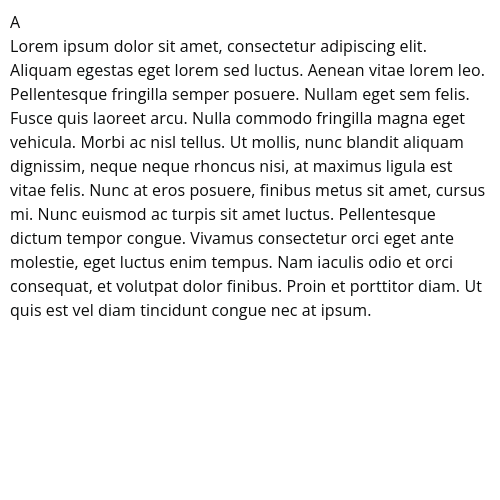 A
Lorem ipsum dolor sit amet, consectetur adipiscing elit.
Aliquam egestas eget lorem sed luctus. Aenean vitae lorem leo.
Pellentesque fringilla semper posuere. Nullam eget sem felis.
Fusce quis laoreet arcu. Nulla commodo fringilla magna eget
vehicula. Morbi ac nisl tellus. Ut mollis, nunc blandit aliquam
dignissim, neque neque rhoncus nisi, at maximus ligula est
vitae felis. Nunc at eros posuere, finibus metus sit amet, cursus
mi. Nunc euismod ac turpis sit amet luctus. Pellentesque
dictum tempor congue. Vivamus consectetur orci eget ante
molestie, eget luctus enim tempus. Nam iaculis odio et orci
consequat, et volutpat dolor finibus. Proin et porttitor diam. Ut
quis est vel diam tincidunt congue nec at ipsum.